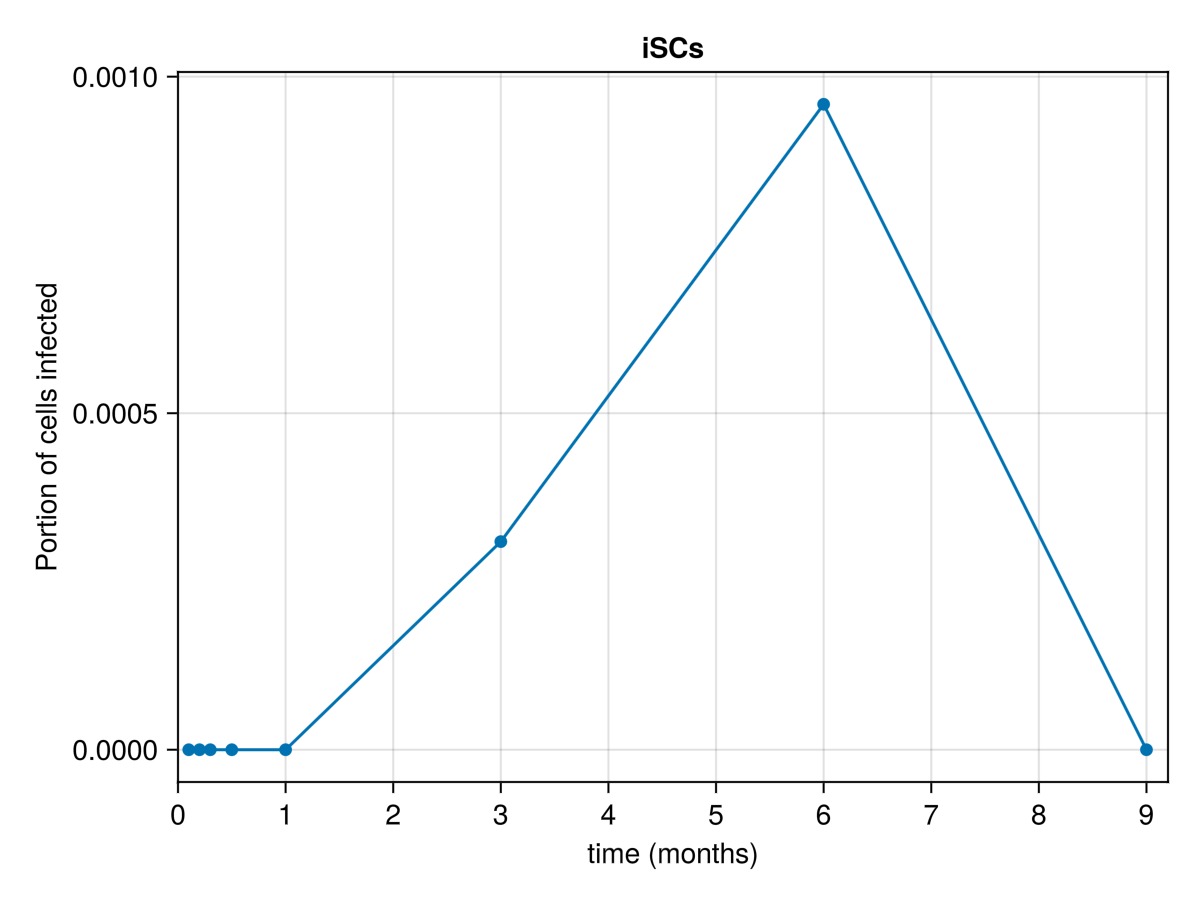 iSCs
0.0010
0.0005
0.0000
Portion of cells infected
0 1 2 3 4 5 6 7 8 9
time (months)